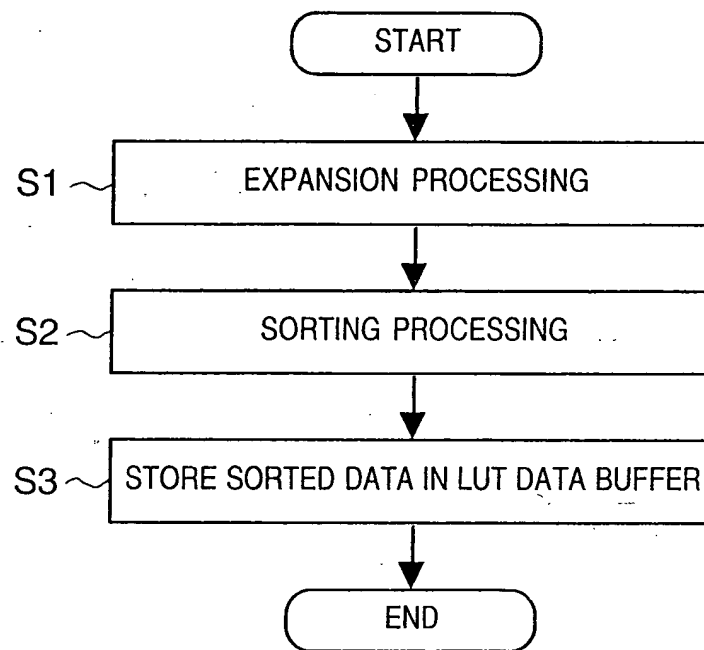 START
S1 EXPANSION PROCESSING
S2 SORTING PROCESSING
S3 STORE SORTED DATA IN LUT DATA BUFFER
END